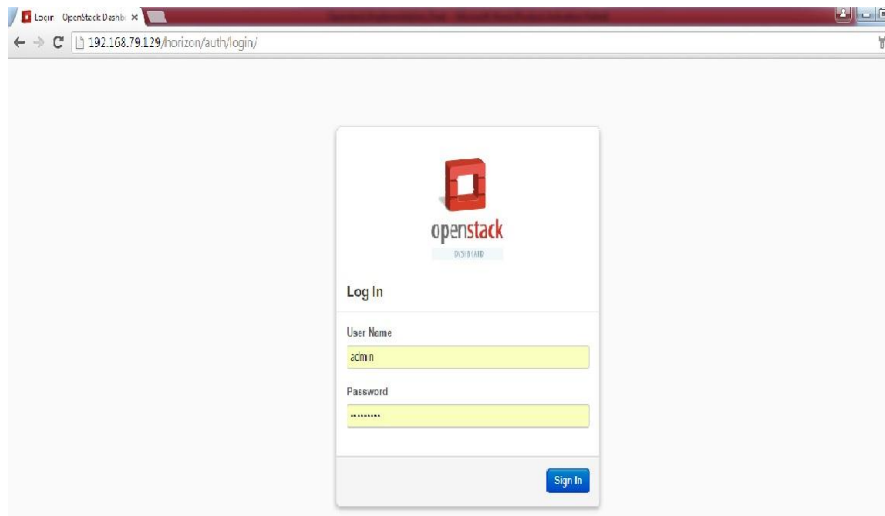 Login OpenStack Dashb
192.168.79.129/horizon/auth/login/
openstack
DASHBOARD
Log In
User Name
admin
Password
Sign In